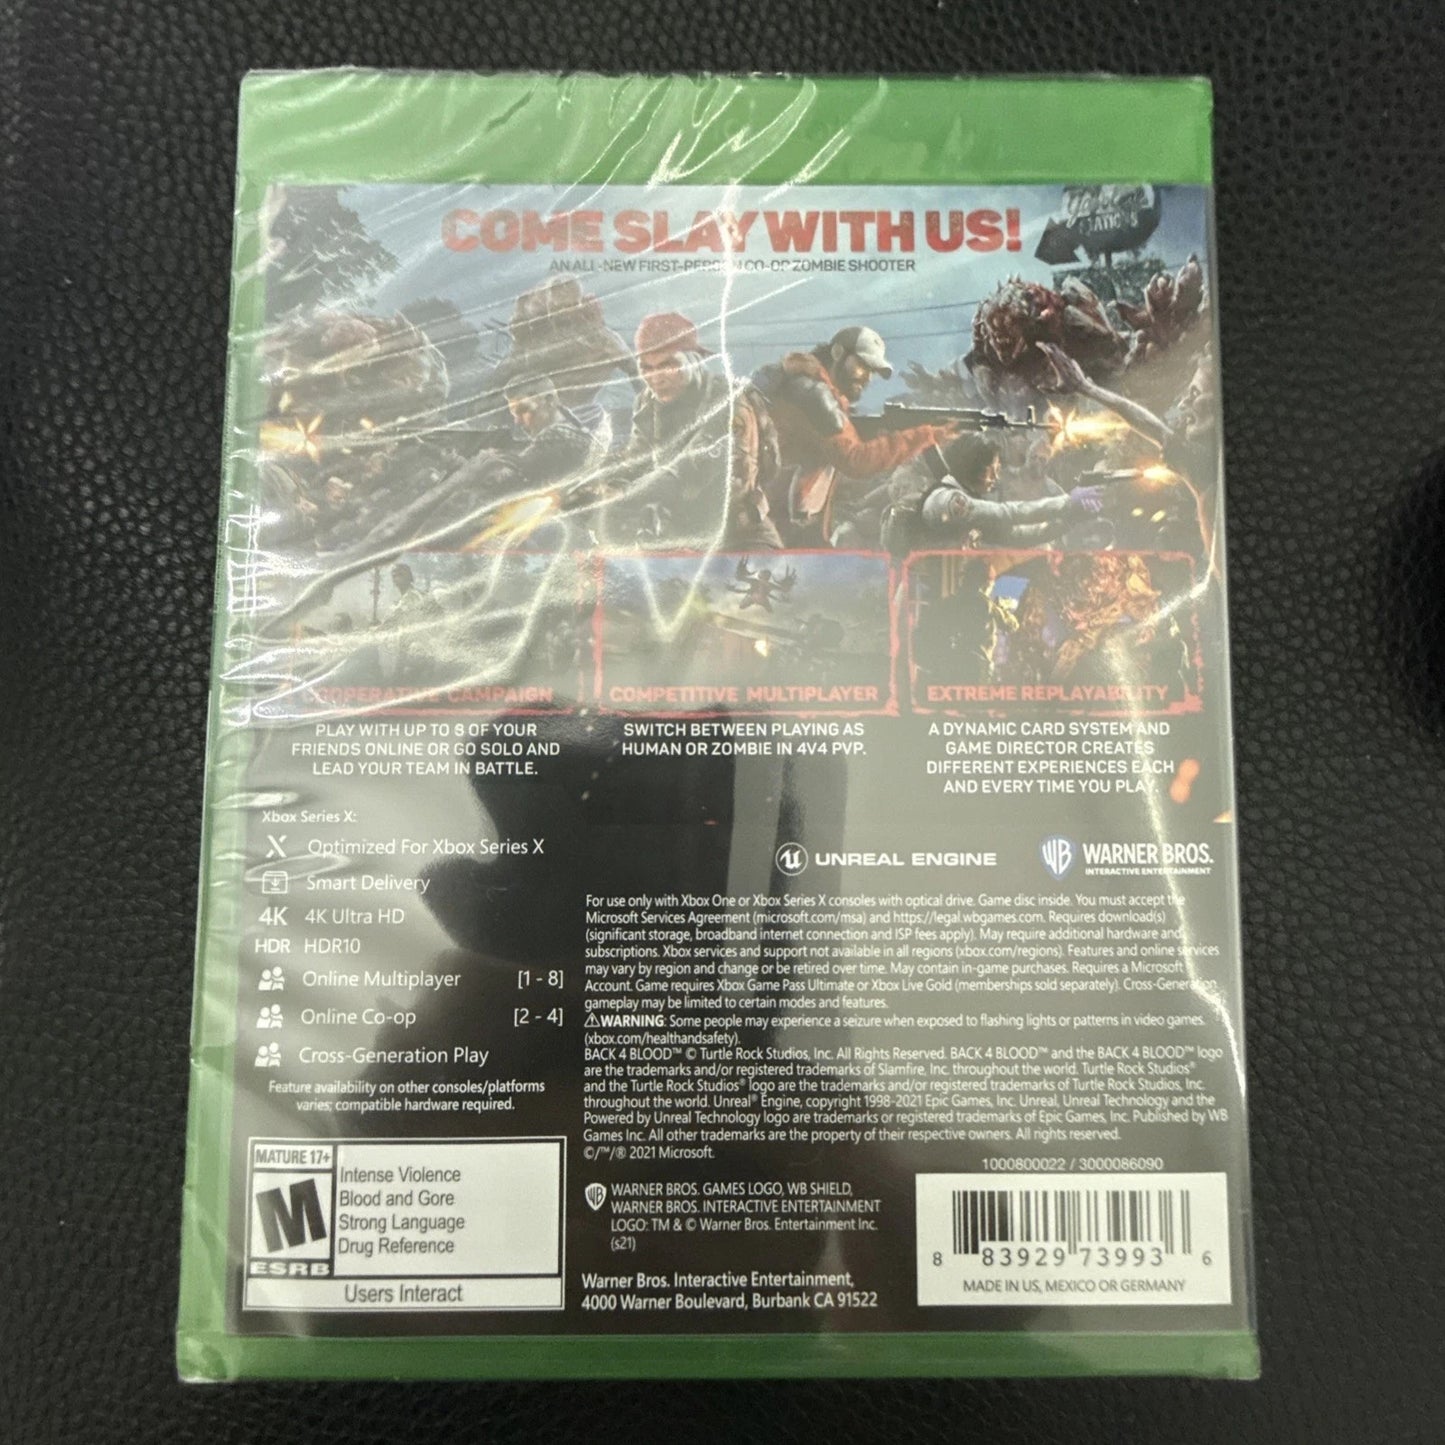 COME SLAY WITH US!
AN ALL-NEW FIRST-PERSON CO-OP ZOMBIE SHOOTER
COOPERATIVE CAMPAIGN
PLAY WITH UP TO 8 OF YOUR
FRIENDS ONLINE OR GO SOLO AND
LEAD YOUR TEAM IN BATTLE.
COMPETITIVE MULTIPLAYER
SWITCH BETWEEN PLAYING AS
HUMAN OR ZOMBIE IN 4V4 PVP.
EXTREME REPLAYABILITY
A DYNAMIC CARD SYSTEM AND
GAME DIRECTOR CREATES
DIFFERENT EXPERIENCES EACH
AND EVERY TIME YOU PLAY.
Xbox Series X:
X Optimized For Xbox Series X
Smart Delivery
4K 4K Ultra HD
HDR HDR10
Online Multiplayer [1 - 8]
Online Co-op [2 - 4]
Cross-Generation Play
Feature availability on other consoles/platforms
varies; compatible hardware required.
MATURE 17+
M
ESRB
Intense Violence
Blood and Gore
Strong Language
Drug Reference
Users Interact
UNREAL ENGINE
WB WARNER BROS.
INTERACTIVE ENTERTAINMENT
For use only with Xbox One or Xbox Series X consoles with optical drive. Game disc inside. You must accept the
Microsoft Services Agreement (microsoft.com/msa) and https://legal.wbgames.com. Requires download(s)
(significant storage, broadband internet connection and ISP fees apply). May require additional hardware and
subscriptions. Xbox services and support not available in all regions (xbox.com/regions). Features and online services
may vary by region and change or be retired over time. May contain in-game purchases. Requires a Microsoft
Account. Game requires Xbox Game Pass Ultimate or Xbox Live Gold (memberships sold separately). Cross-Generation
gameplay may be limited to certain modes and features.
⚠WARNING: Some people may experience a seizure when exposed to flashing lights or patterns in video games.
(xbox.com/healthandsafety).
BACK 4 BLOOD™ © Turtle Rock Studios, Inc. All Rights Reserved. BACK 4 BLOOD™ and the BACK 4 BLOOD™ logo
are the trademarks and/or registered trademarks of Slamfire, Inc. throughout the world. Turtle Rock Studios®
and the Turtle Rock Studios® logo are the trademarks and/or registered trademarks of Turtle Rock Studios, Inc.
throughout the world. Unreal® Engine, copyright 1998-2021 Epic Games, Inc. Unreal, Unreal Technology and the
Powered by Unreal Technology logo are trademarks or registered trademarks of Epic Games, Inc. Published by WB
Games Inc. All other trademarks are the property of their respective owners. All rights reserved.
©/™/® 2021 Microsoft.
WB WARNER BROS. GAMES LOGO, WB SHIELD,
WARNER BROS. INTERACTIVE ENTERTAINMENT
LOGO: TM & © Warner Bros. Entertainment Inc.
(s21)
Warner Bros. Interactive Entertainment,
4000 Warner Boulevard, Burbank CA 91522
1000800022 / 3000086090
8 83929 73993 6
MADE IN US, MEXICO OR GERMANY